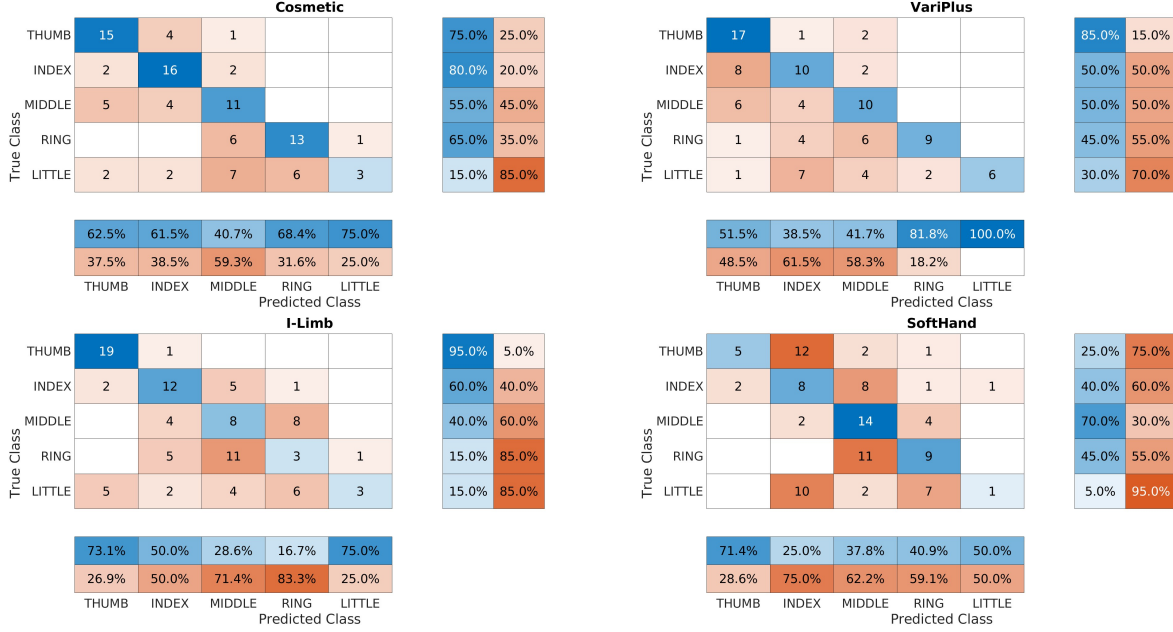 Cosmetic
THUMB 15 4 1 75.0% 25.0%
INDEX 2 16 2 80.0% 20.0%
MIDDLE 5 4 11 55.0% 45.0%
RING 6 13 1 65.0% 35.0%
LITTLE 2 2 7 6 3 15.0% 85.0%
True Class
62.5% 61.5% 40.7% 68.4% 75.0%
37.5% 38.5% 59.3% 31.6% 25.0%
THUMB INDEX MIDDLE RING LITTLE
Predicted Class
VariPlus
THUMB 17 1 2 85.0% 15.0%
INDEX 8 10 2 50.0% 50.0%
MIDDLE 6 4 10 50.0% 50.0%
RING 1 4 6 9 45.0% 55.0%
LITTLE 1 7 4 2 6 30.0% 70.0%
True Class
51.5% 38.5% 41.7% 81.8% 100.0%
48.5% 61.5% 58.3% 18.2%
THUMB INDEX MIDDLE RING LITTLE
Predicted Class
I-Limb
THUMB 19 1 95.0% 5.0%
INDEX 2 12 5 1 60.0% 40.0%
MIDDLE 4 8 8 40.0% 60.0%
RING 5 11 3 1 15.0% 85.0%
LITTLE 5 2 4 6 3 15.0% 85.0%
True Class
73.1% 50.0% 28.6% 16.7% 75.0%
26.9% 50.0% 71.4% 83.3% 25.0%
THUMB INDEX MIDDLE RING LITTLE
Predicted Class
SoftHand
THUMB 5 12 2 1 25.0% 75.0%
INDEX 2 8 8 1 1 40.0% 60.0%
MIDDLE 2 14 4 70.0% 30.0%
RING 11 9 45.0% 55.0%
LITTLE 10 2 7 1 5.0% 95.0%
True Class
71.4% 25.0% 37.8% 40.9% 50.0%
28.6% 75.0% 62.2% 59.1% 50.0%
THUMB INDEX MIDDLE RING LITTLE
Predicted Class